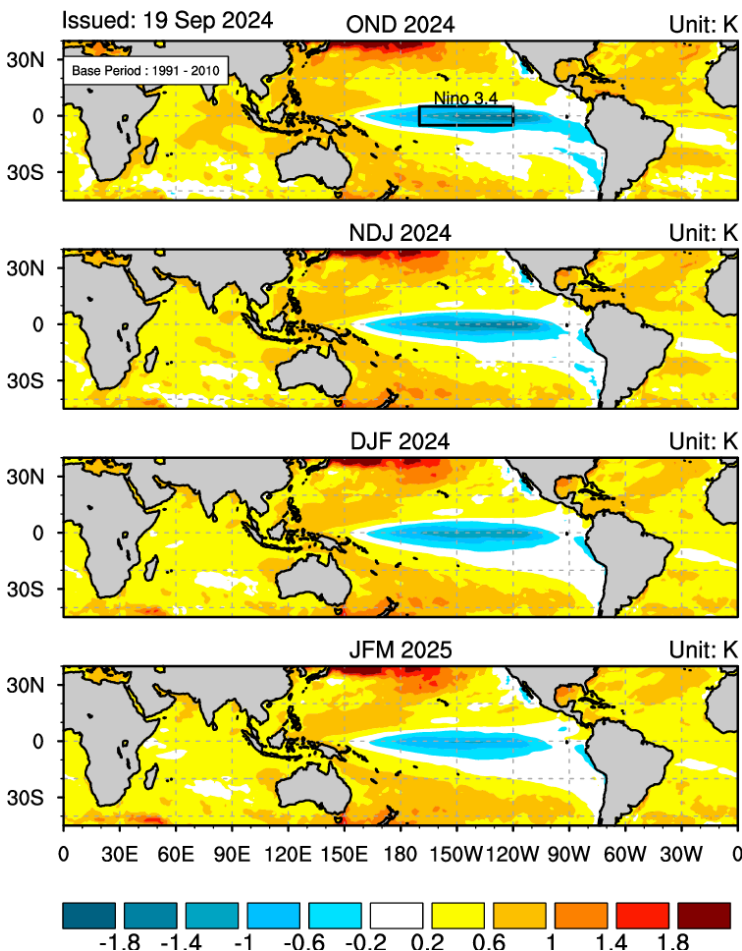 Issued: 19 Sep 2024 OND 2024 Unit: K
30N
Base Period : 1991 - 2010
Nino 3.4
0
30S
NDJ 2024 Unit: K
30N
0
30S
DJF 2024 Unit: K
30N
0
30S
JFM 2025 Unit: K
30N
0
30S
0 30E 60E 90E 120E 150E 180 150W 120W 90W 60W 30W 0
-1.8 -1.4 -1 -0.6 -0.2 0.2 0.6 1 1.4 1.8